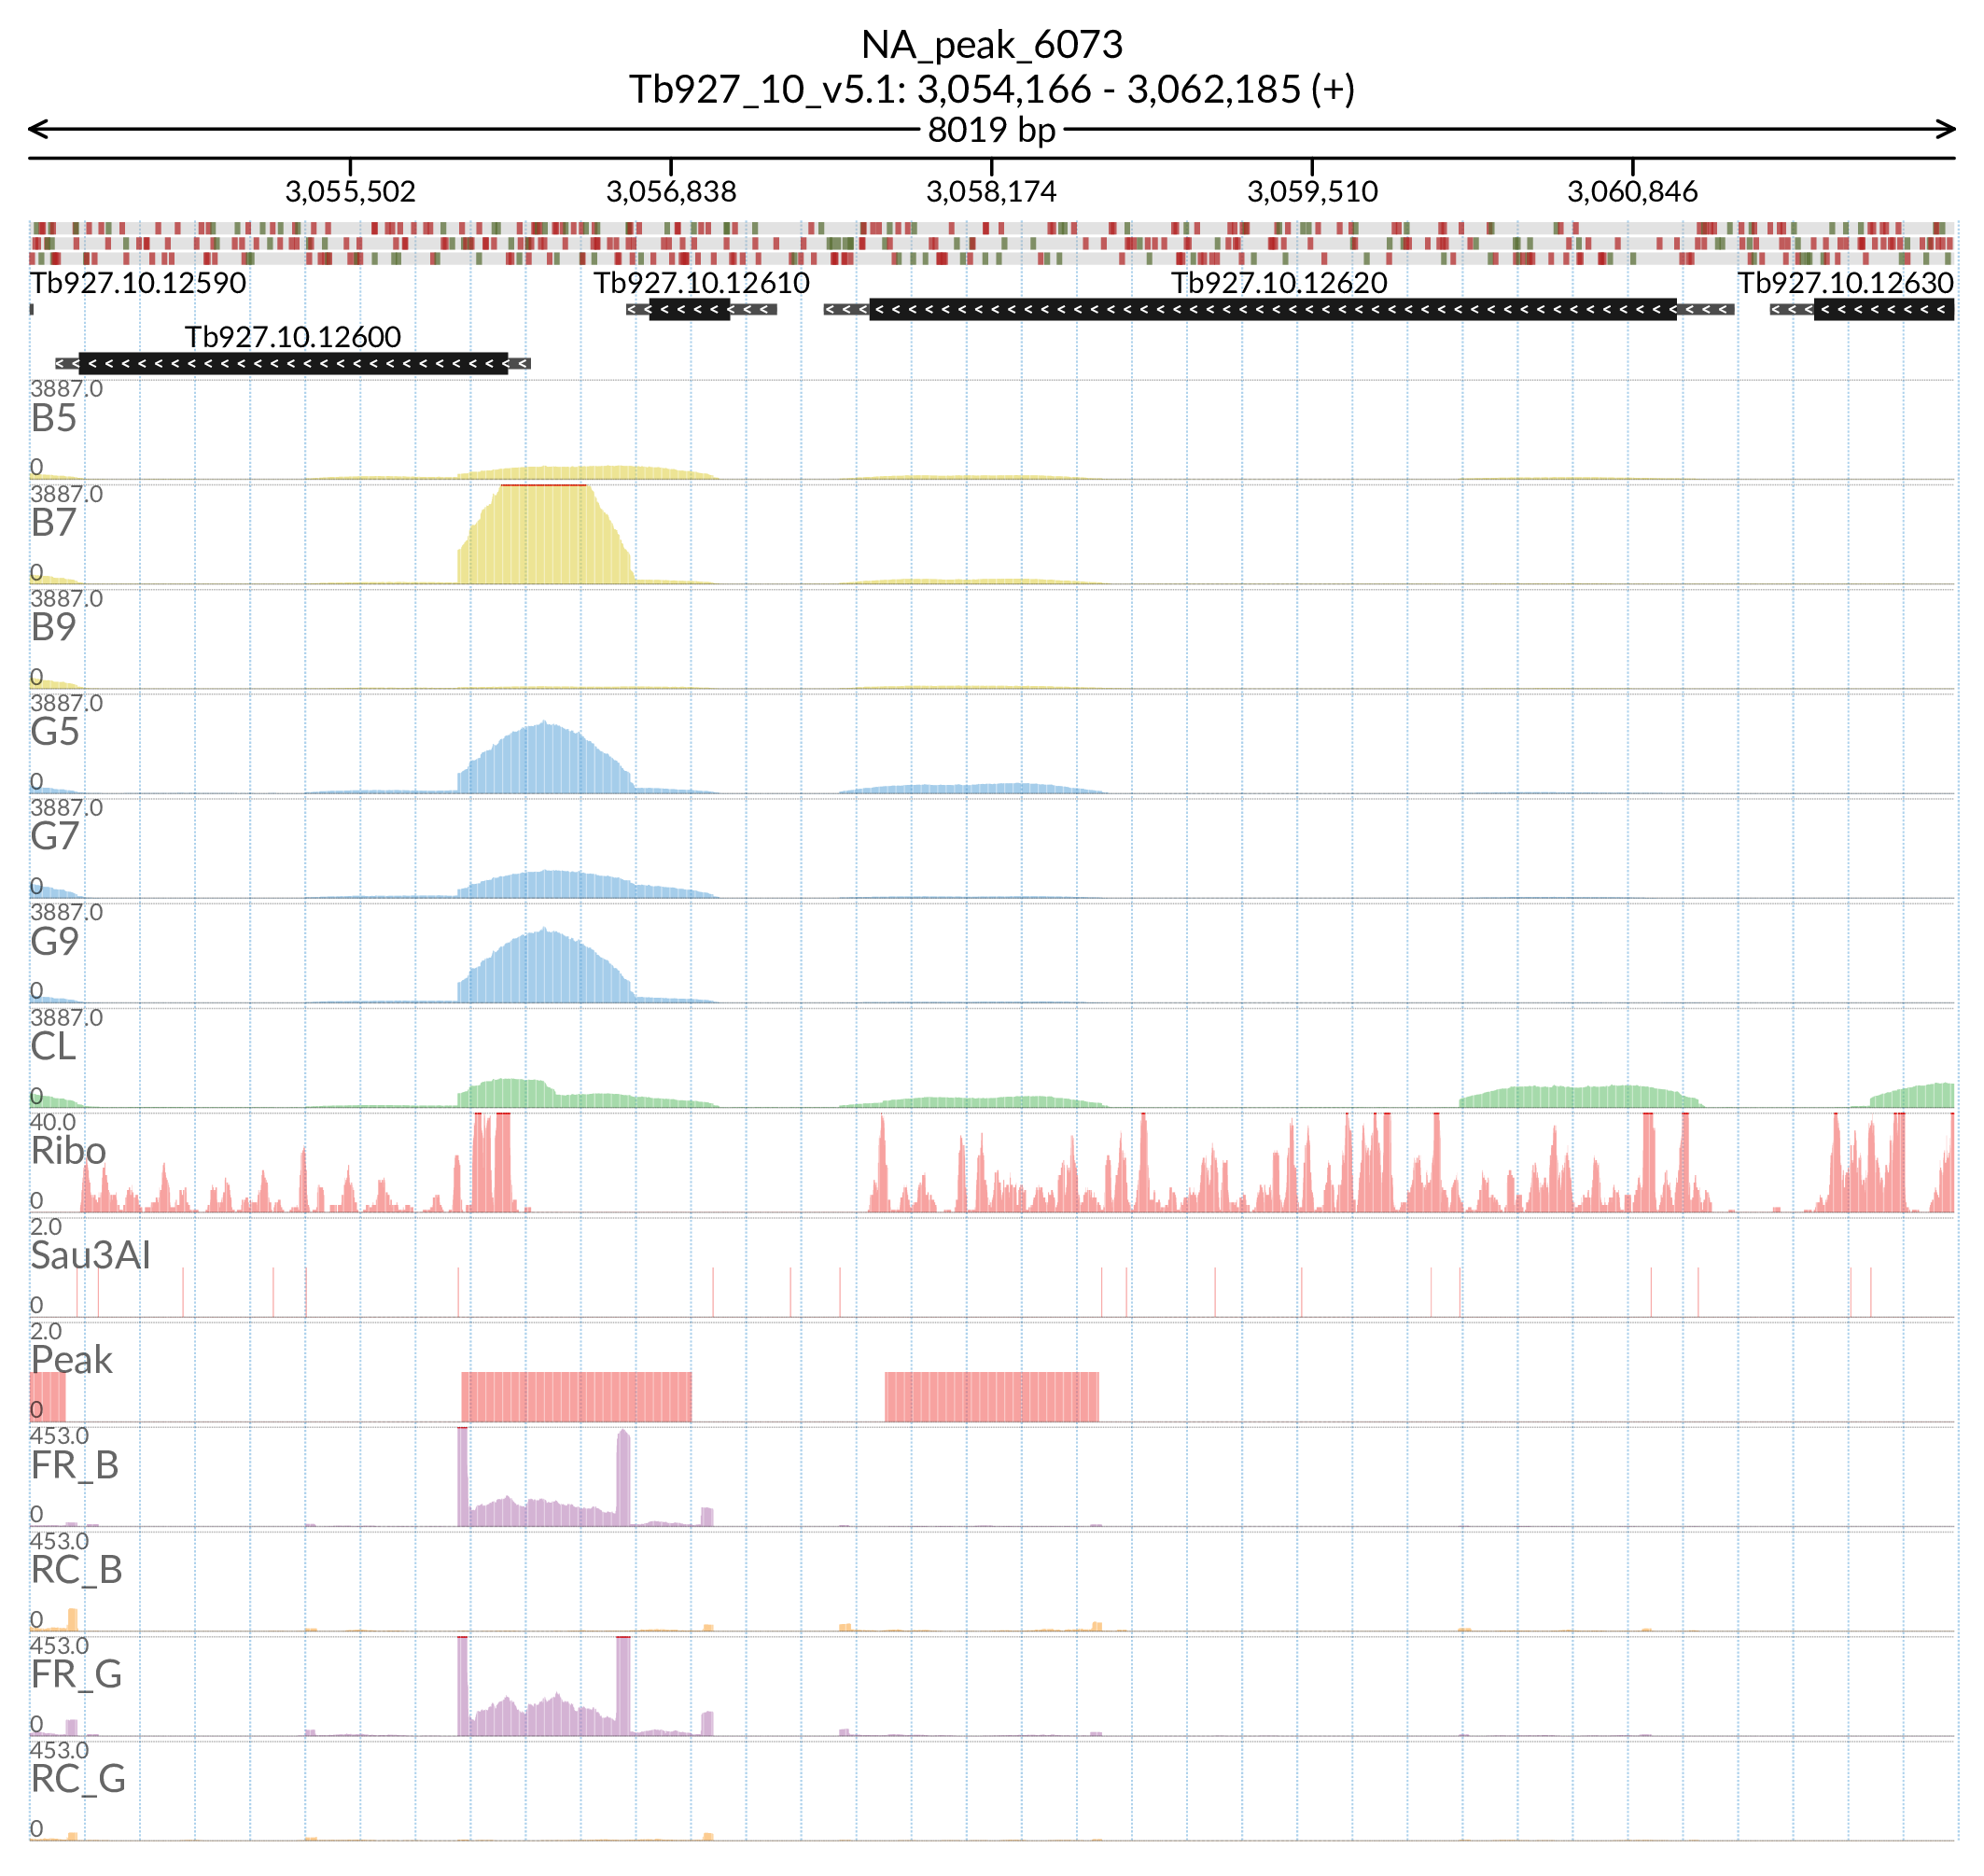 NA_peak_6073
Tb927_10_v5.1: 3,054,166 - 3,062,185 (+)
8019 bp
3,055,502 3,056,838 3,058,174 3,059,510 3,060,846
Tb927.10.12590 Tb927.10.12610 Tb927.10.12620 Tb927.10.12630
Tb927.10.12600
3887.0
B5
0
3887.0
B7
0
3887.0
B9
0
3887.0
G5
0
3887.0
G7
0
3887.0
G9
0
3887.0
CL
0
40.0
Ribo
0
2.0
Sau3AI
0
2.0
Peak
0
453.0
FR_B
0
453.0
RC_B
0
453.0
FR_G
0
453.0
RC_G
0